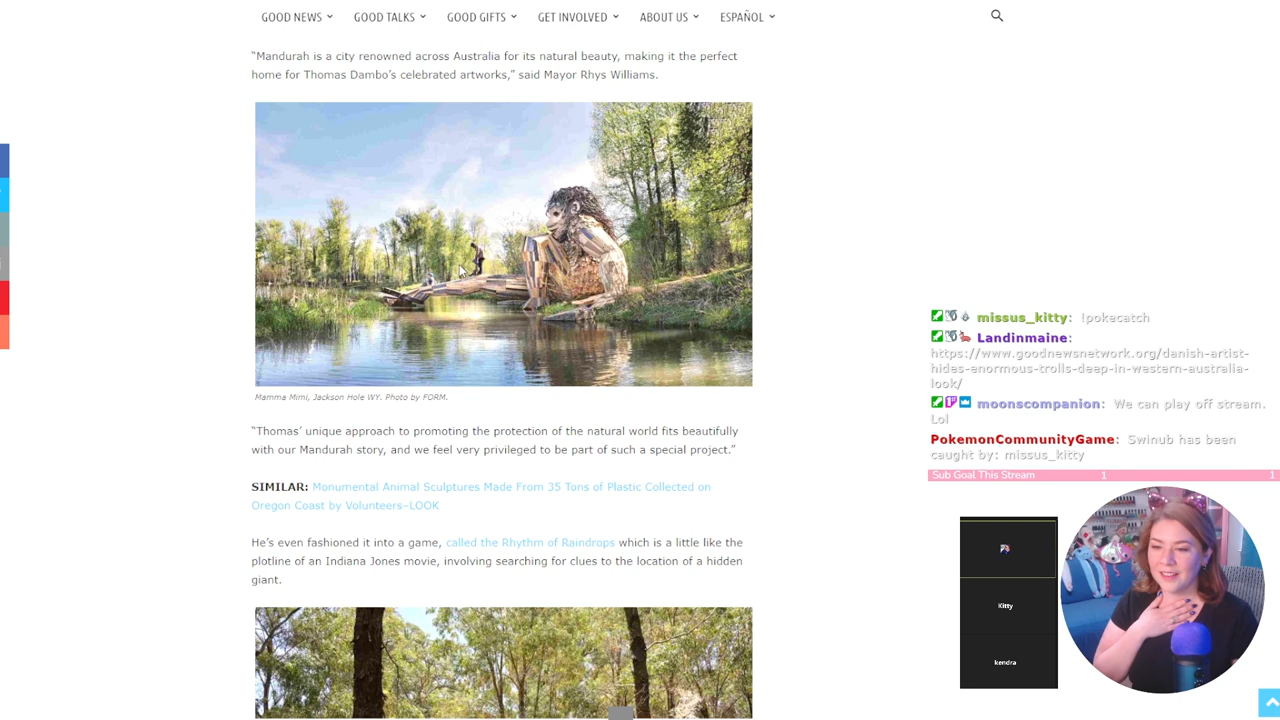 GOOD NEWS GOOD TALKS GOOD GIFTS GET INVOLVED ABOUT US ESPAÑOL
“Mandurah is a city renowned across Australia for its natural beauty, making it the perfect
home for Thomas Dambo’s celebrated artworks,” said Mayor Rhys Williams.
Mamma Mimi, Jackson Hole WY. Photo by FORM.
“Thomas’ unique approach to promoting the protection of the natural world fits beautifully
with our Mandurah story, and we feel very privileged to be part of such a special project.”
SIMILAR: Monumental Animal Sculptures Made From 35 Tons of Plastic Collected on
Oregon Coast by Volunteers–LOOK
He’s even fashioned it into a game, called the Rhythm of Raindrops which is a little like the
plotline of an Indiana Jones movie, involving searching for clues to the location of a hidden
giant.
missus_kitty: !pokecatch
Landinmaine:
https://www.goodnewsnetwork.org/danish-artist-
hides-enormous-trolls-deep-in-western-australia-
look/
moonscompanion: We can play off stream.
Lol
PokemonCommunityGame: Swinub has been
caught by: missus_kitty
Sub Goal This Stream 1 1
Kitty
kendra